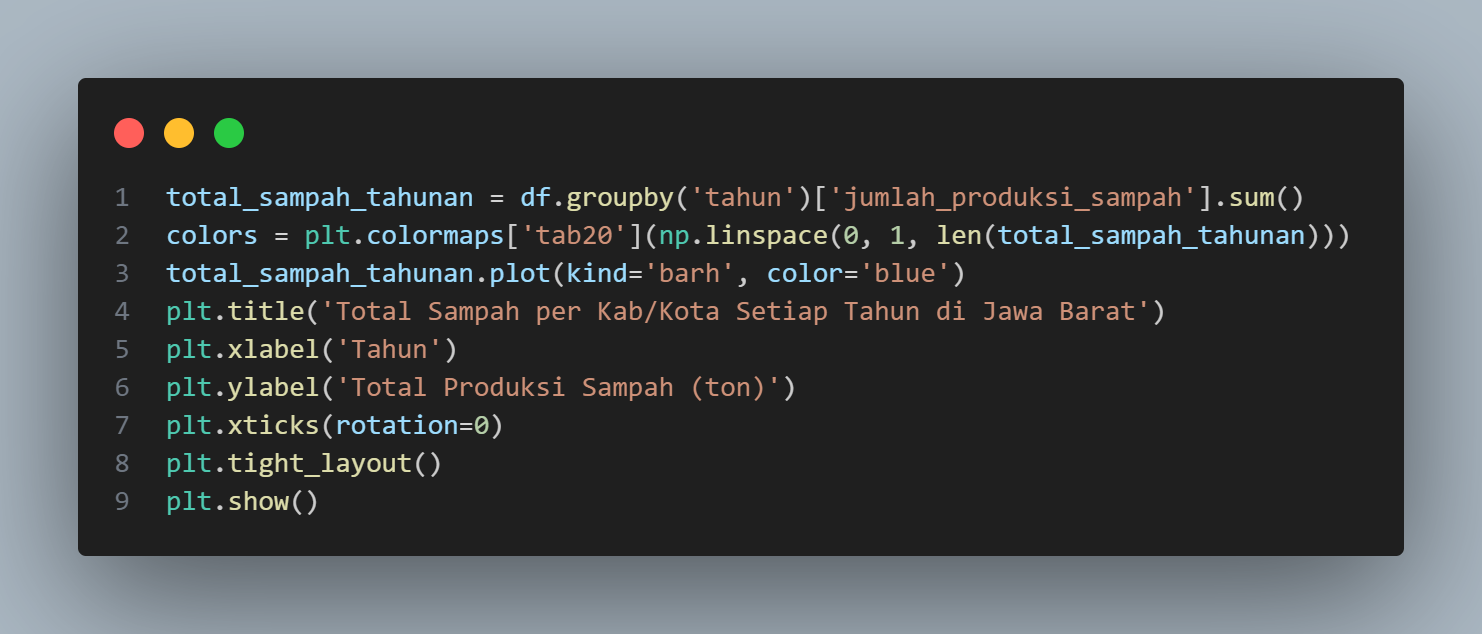 1 total_sampah_tahunan = df.groupby('tahun')['jumlah_produksi_sampah'].sum()
2 colors = plt.colormaps['tab20'](np.linspace(0, 1, len(total_sampah_tahunan)))
3 total_sampah_tahunan.plot(kind='barh', color='blue')
4 plt.title('Total Sampah per Kab/Kota Setiap Tahun di Jawa Barat')
5 plt.xlabel('Tahun')
6 plt.ylabel('Total Produksi Sampah (ton)')
7 plt.xticks(rotation=0)
8 plt.tight_layout()
9 plt.show()